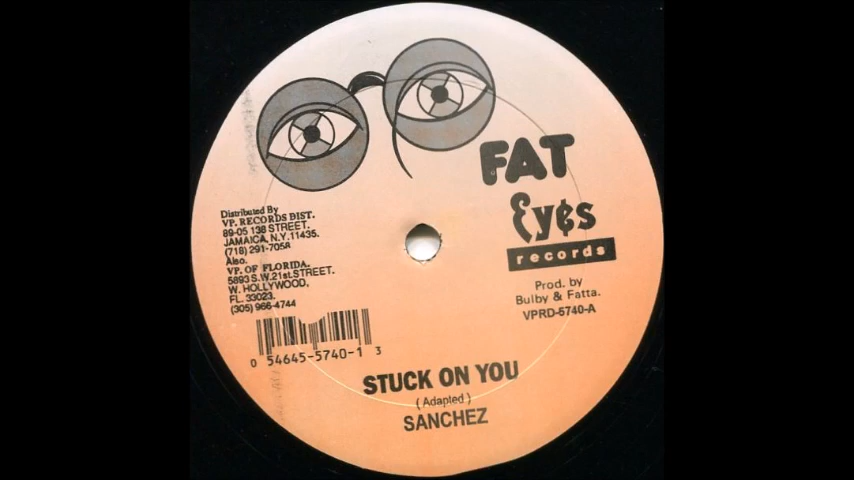 FAT
Ey¢s
records
Distributed By
VP. RECORDS DIST.
89-05 138 STREET,
JAMAICA, N.Y. 11435.
(718) 291-7058
Also.
VP. OF FLORIDA.
5893 S.W. 21st. STREET.
W. HOLLYWOOD,
FL. 33023.
(305) 966-4744
Prod. by
Bulby & Fatta.
VPRD-5740-A
0 54645-5740-1 3
STUCK ON YOU
( Adapted )
SANCHEZ